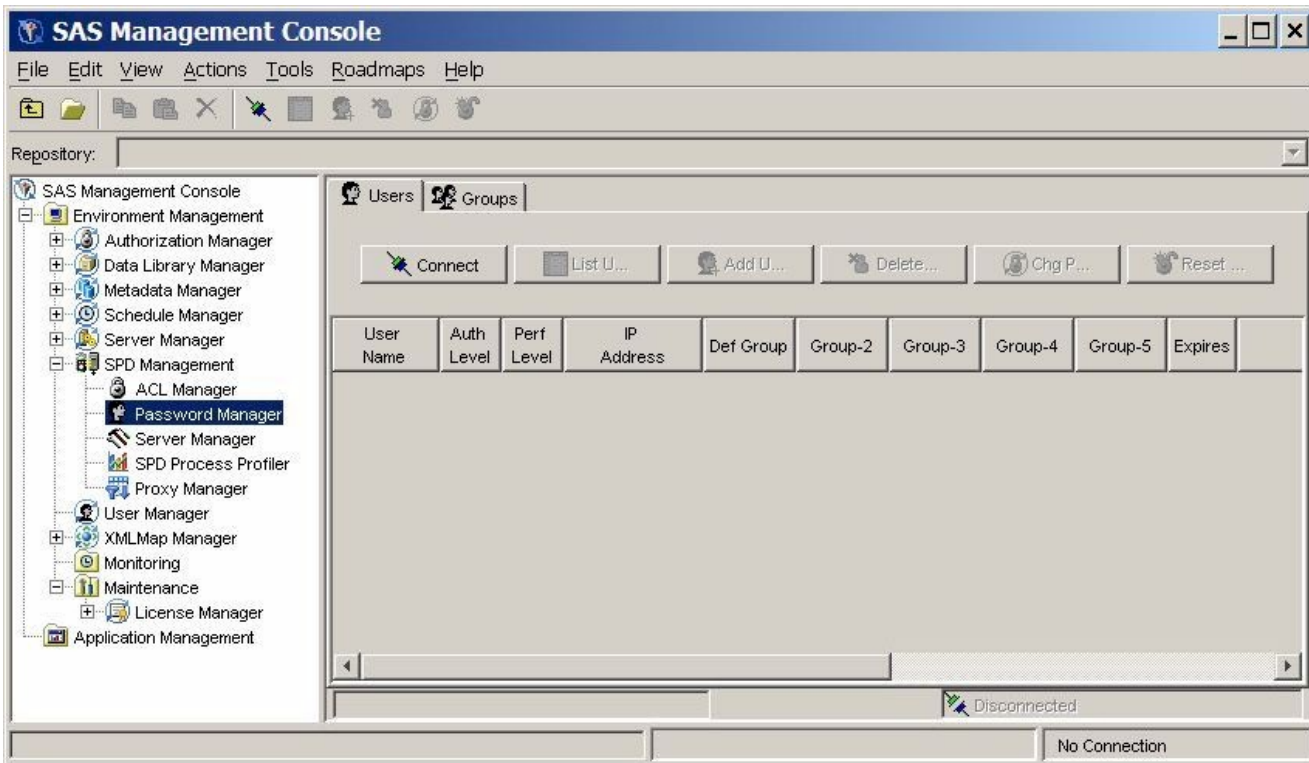 SAS Management Console
File Edit View Actions Tools Roadmaps Help
Repository:
SAS Management Console
Environment Management
Authorization Manager
Data Library Manager
Metadata Manager
Schedule Manager
Server Manager
SPD Management
ACL Manager
Password Manager
Server Manager
SPD Process Profiler
Proxy Manager
User Manager
XMLMap Manager
Monitoring
Maintenance
License Manager
Application Management
Users Groups
Connect List U... Add U... Delete... Chg P... Reset ...
User Name Auth Level Perf Level IP Address Def Group Group-2 Group-3 Group-4 Group-5 Expires
Disconnected
No Connection